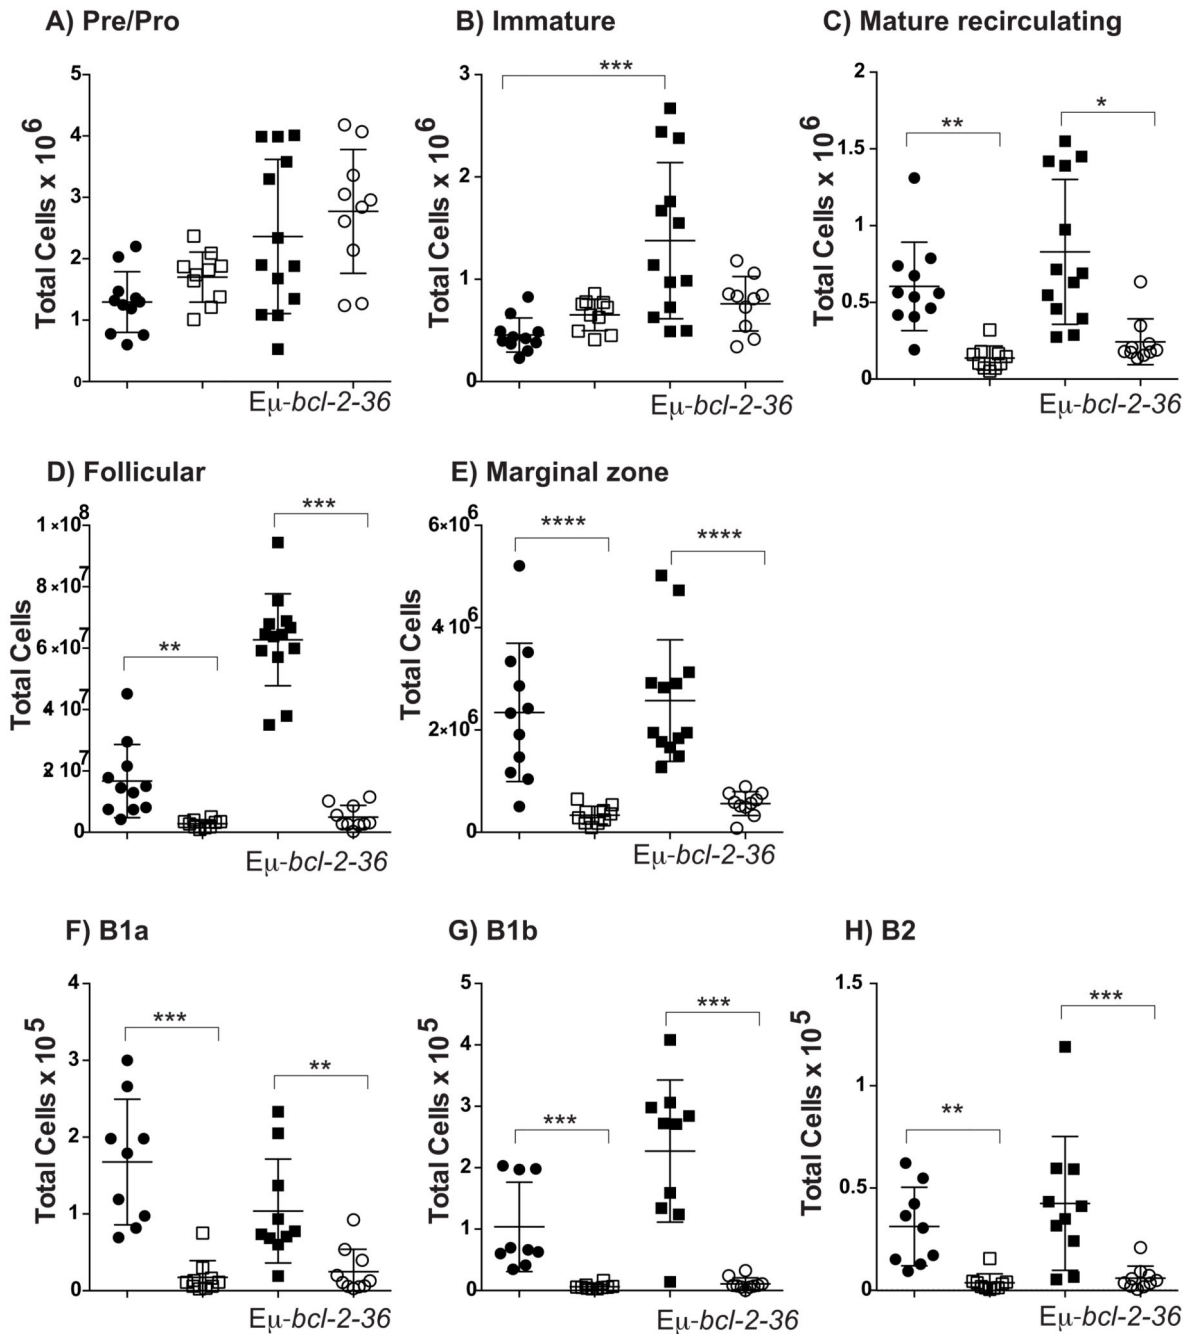 A) Pre/Pro
B) Immature
C) Mature recirculating
Total Cells x 10^6
5
4
3
2
1
0
Eμ-bcl-2-36
Total Cells x 10^6
3
2
1
0
***
Eμ-bcl-2-36
Total Cells x 10^6
2
1.5
1
0.5
0
**
*
Eμ-bcl-2-36
D) Follicular
E) Marginal zone
Total Cells
1×10^8
8×10^7
6×10^7
4×10^7
2 10^7
0
**
***
Eμ-bcl-2-36
Total Cells
6×10^6
4×10^6
2×10^6
0
****
****
Eμ-bcl-2-36
F) B1a
G) B1b
H) B2
Total Cells x 10^5
4
3
2
1
0
***
**
Eμ-bcl-2-36
Total Cells x 10^5
5
4
3
2
1
0
***
***
Eμ-bcl-2-36
Total Cells x 10^5
1.5
1
0.5
0
**
***
Eμ-bcl-2-36